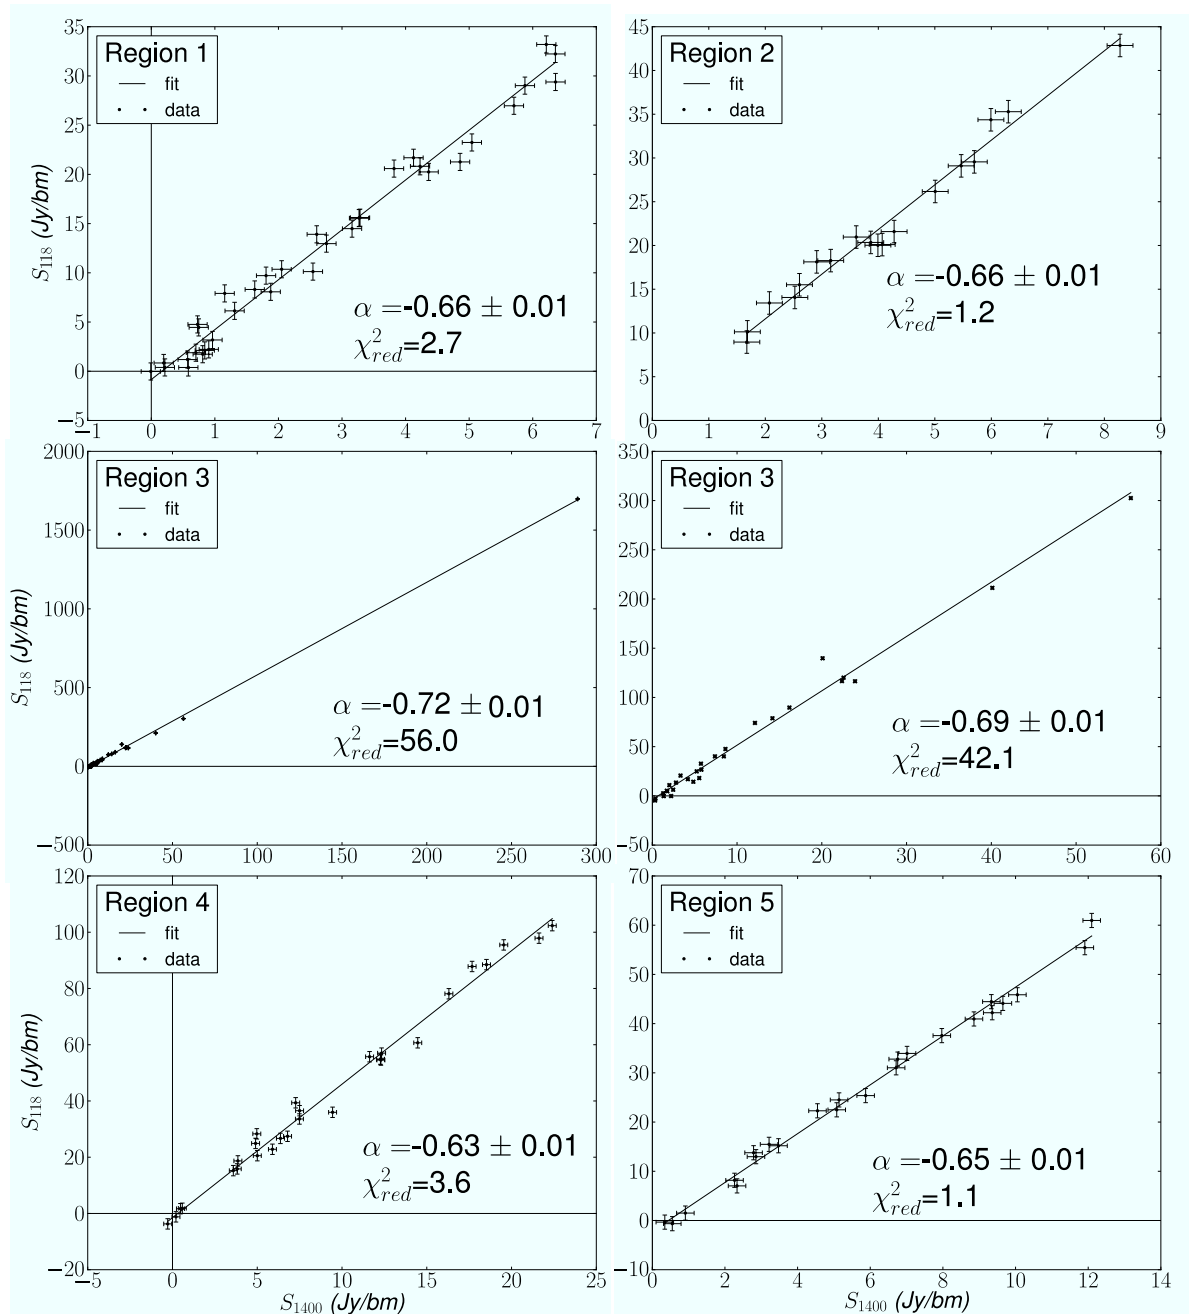 Region 1
fit
data
α=-0.66 ± 0.01
χ²red=2.7
S118 (Jy/bm)
35
30
25
20
15
10
5
0
−5
−1 0 1 2 3 4 5 6 7
Region 2
fit
data
α=-0.66 ± 0.01
χ²red=1.2
45
40
35
30
25
20
15
10
5
0
0 1 2 3 4 5 6 7 8 9
Region 3
fit
data
α=-0.72 ± 0.01
χ²red=56.0
S118 (Jy/bm)
2000
1500
1000
500
0
−500
0 50 100 150 200 250 300
Region 3
fit
data
α=-0.69 ± 0.01
χ²red=42.1
350
300
250
200
150
100
50
0
−50
0 10 20 30 40 50 60
Region 4
fit
data
α=-0.63 ± 0.01
χ²red=3.6
S118 (Jy/bm)
120
100
80
60
40
20
0
−20
−5 0 5 10 15 20 25
S1400 (Jy/bm)
Region 5
fit
data
α=-0.65 ± 0.01
χ²red=1.1
70
60
50
40
30
20
10
0
−10
0 2 4 6 8 10 12 14
S1400 (Jy/bm)